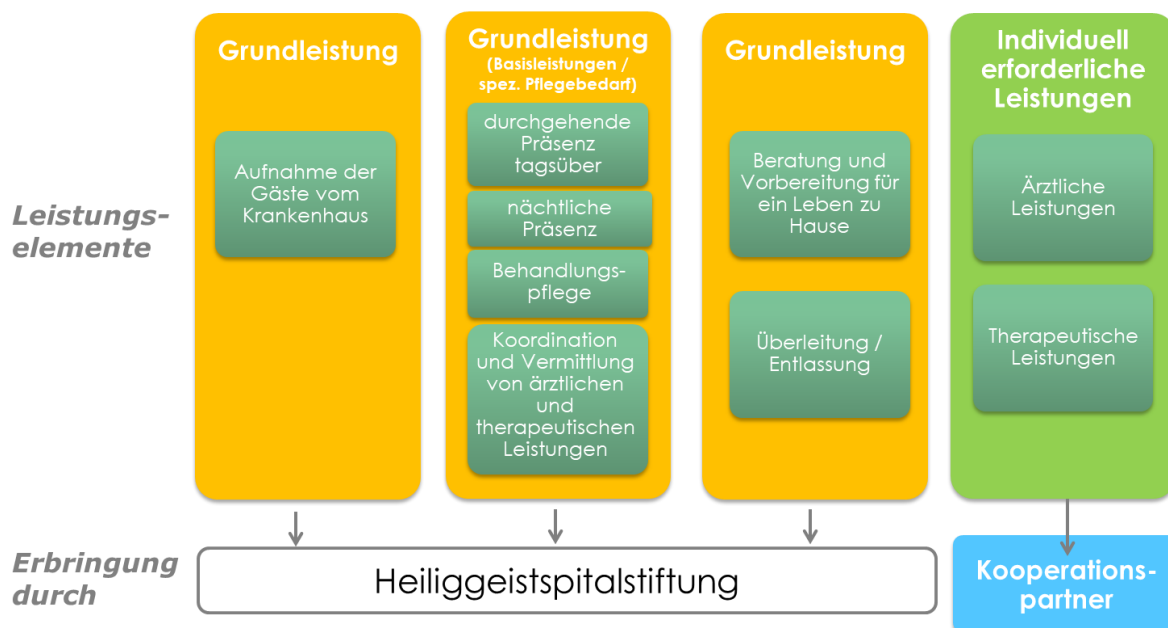 Leistungs-
elemente
Grundleistung
Aufnahme der
Gäste vom
Krankenhaus
Grundleistung
(Basisleistungen /
spez. Pflegebedarf)
durchgehende
Präsenz
tagsüber
nächtliche
Präsenz
Behandlungs-
pflege
Koordination
und Vermittlung
von ärztlichen
und
therapeutischen
Leistungen
Grundleistung
Beratung und
Vorbereitung für
ein Leben zu
Hause
Überleitung /
Entlassung
Individuell
erforderliche
Leistungen
Ärztliche
Leistungen
Therapeutische
Leistungen
Erbringung
durch
Heiliggeistspitalstiftung
Kooperations-
partner